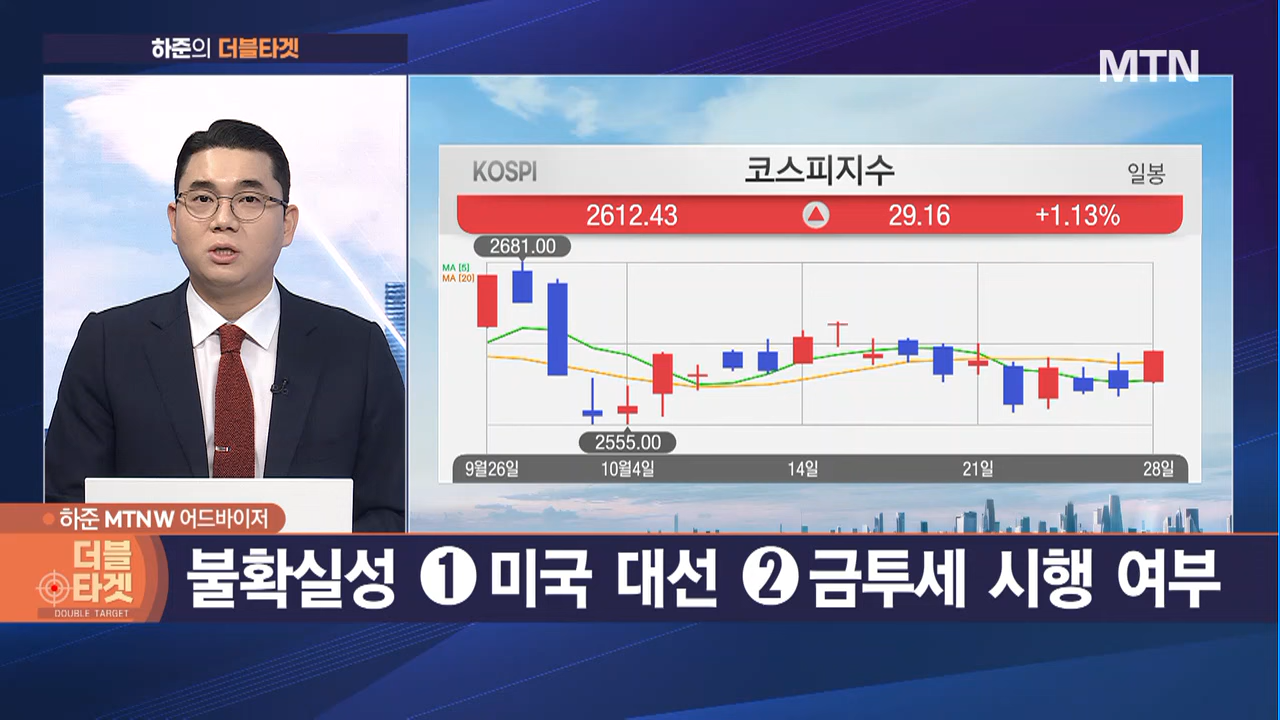 하준의 더블타겟
MTN
KOSPI 코스피지수 일봉
2612.43 29.16 +1.13%
2681.00
MA [5]
MA [20]
2555.00
9월26일 10월4일 14일 21일 28일
하준 MTNW 어드바이저
더블
타겟
DOUBLE TARGET
불확실성 ❶미국 대선 ❷금투세 시행 여부